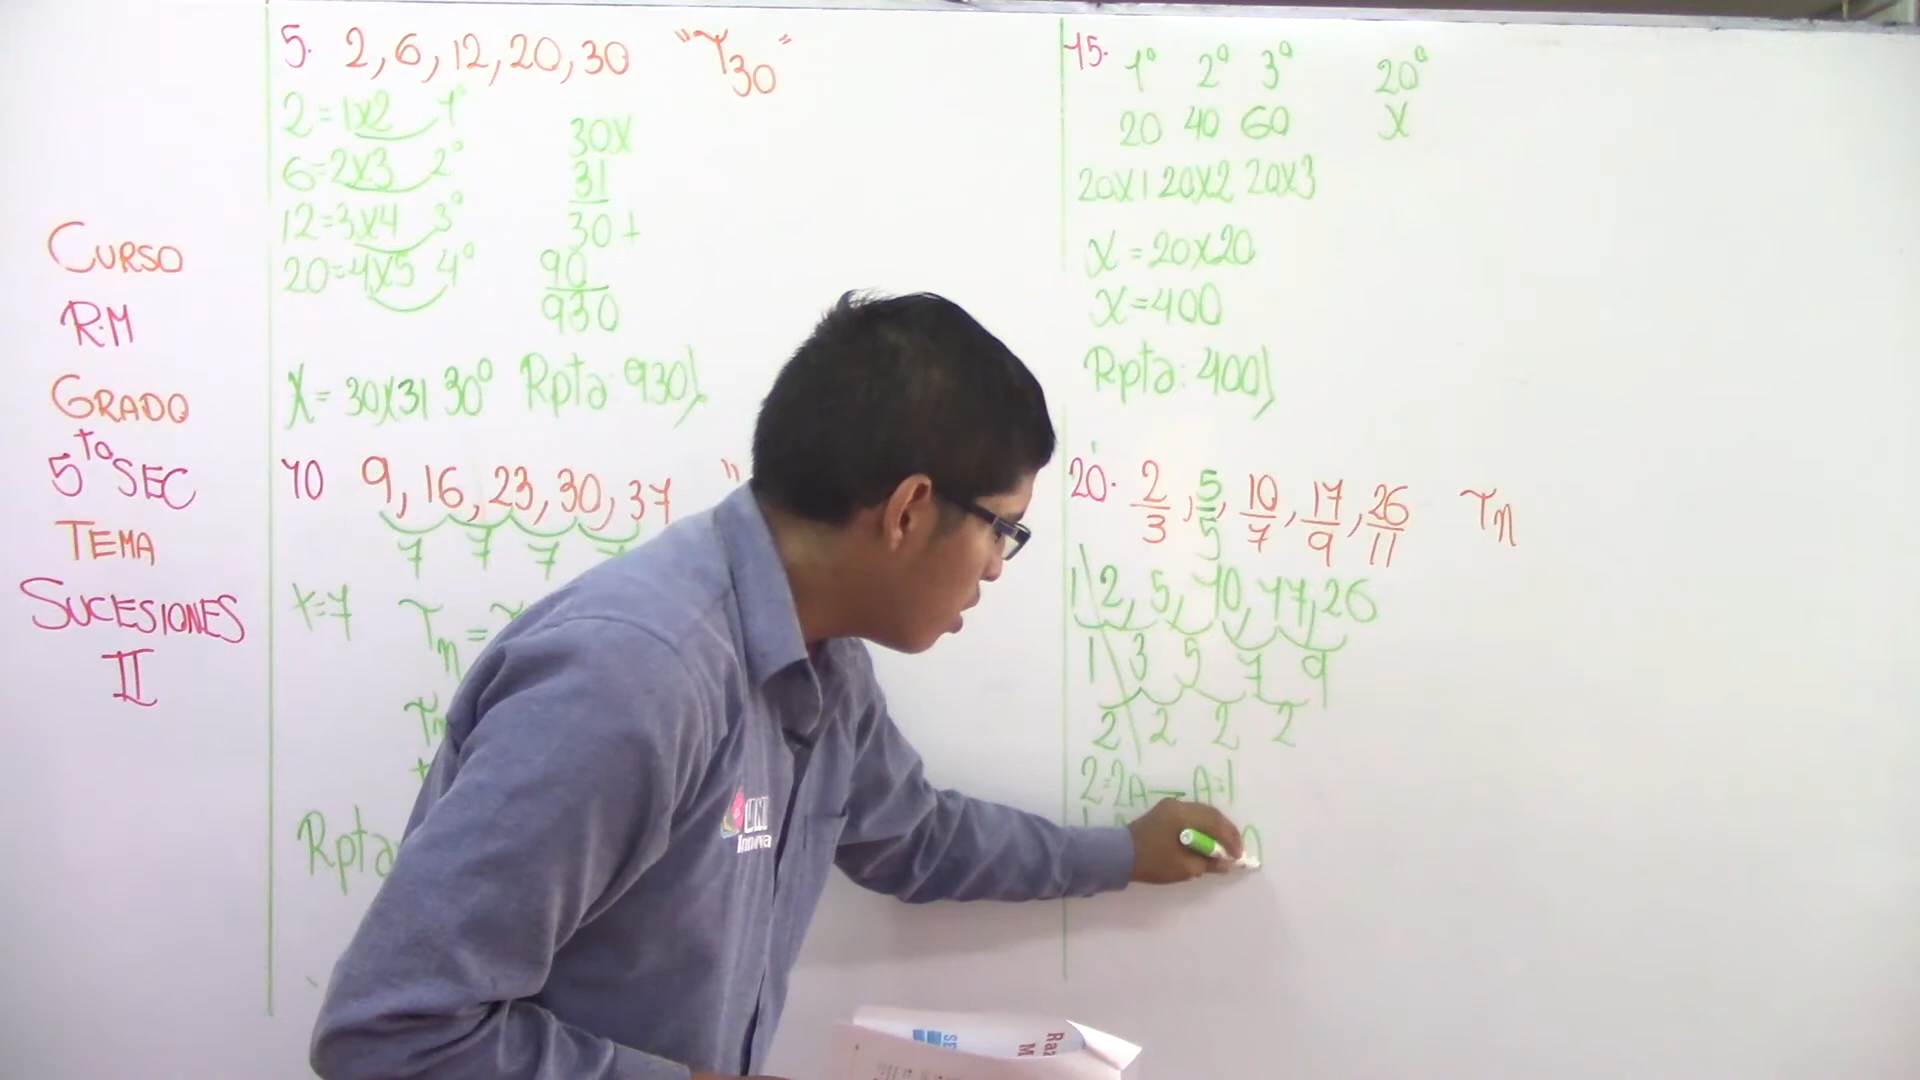 CURSO
R.M
GRADO
5to SEC
TEMA
SUCESIONES
II
5. 2, 6, 12, 20, 30 "T30"
2=1x2 1°
6=2x3 2°
12=3x4 3°
20=4x5 4°
30x
31
30+
90
930
X= 30x31 30° Rpta: 930
10 9, 16, 23, 30, 37 "
7 7 7
r=7 Tn =
Rpta
15. 1° 2° 3° 20°
20 40 60 x
20x1 20x2 20x3
x=20x20
x=400
Rpta: 400
20. 2/3, 5/5, 10/7, 17/9, 26/11 Tn
1 2, 5, 10, 17, 26
1 3 5 7 9
2 2 2 2
2=2A A=1